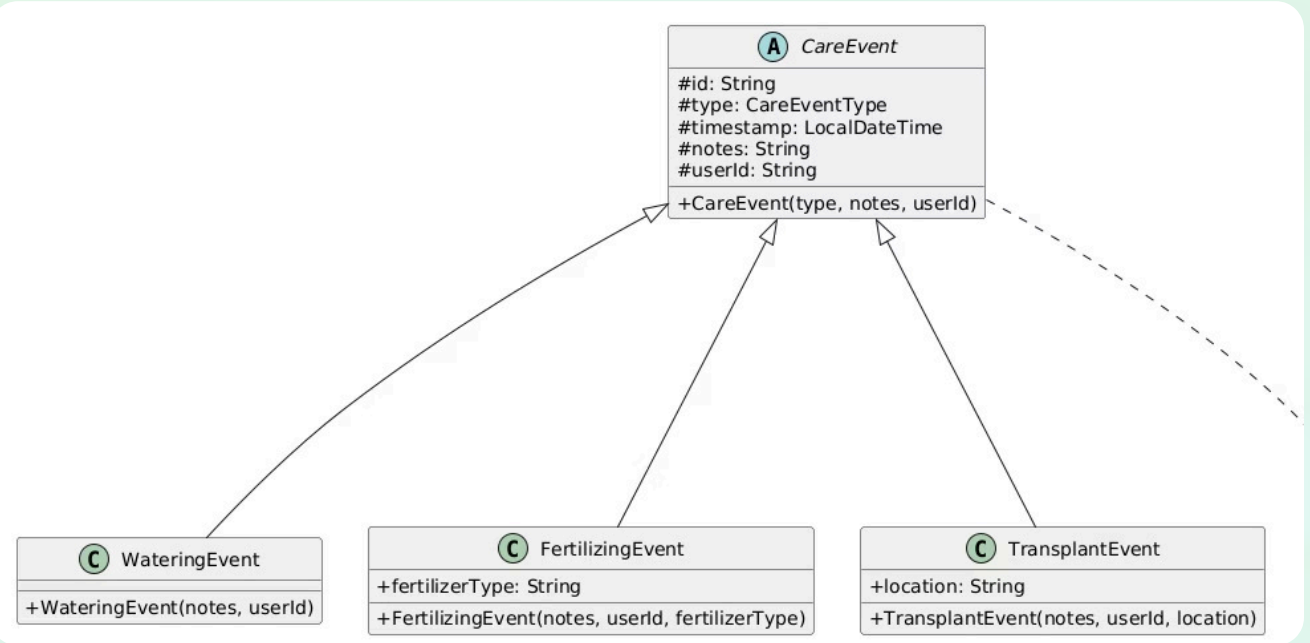 A CareEvent
#id: String
#type: CareEventType
#timestamp: LocalDateTime
#notes: String
#userId: String
+CareEvent(type, notes, userId)
C WateringEvent
+WateringEvent(notes, userId)
C FertilizingEvent
+fertilizerType: String
+FertilizingEvent(notes, userId, fertilizerType)
C TransplantEvent
+location: String
+TransplantEvent(notes, userId, location)